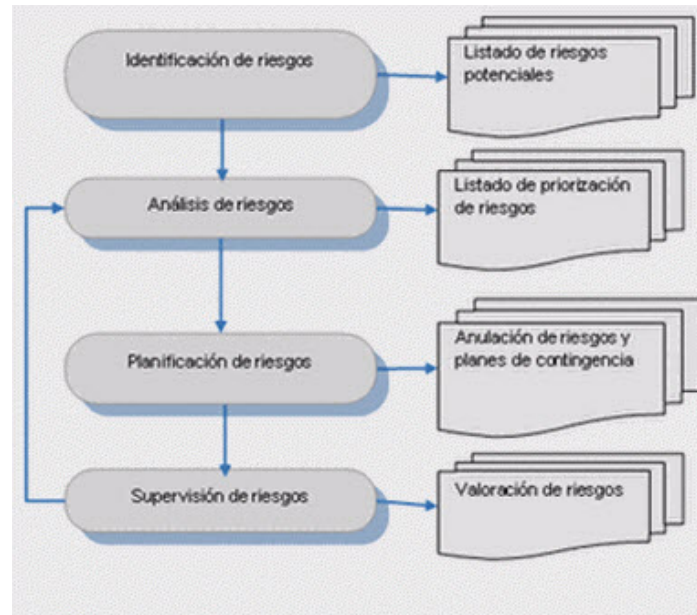 Identificación de riesgos
Listado de riesgos
potenciales
Análisis de riesgos
Listado de priorización
de riesgos
Planificación de riesgos
Anulación de riesgos y
planes de contingencia
Supervisión de riesgos
Valoración de riesgos